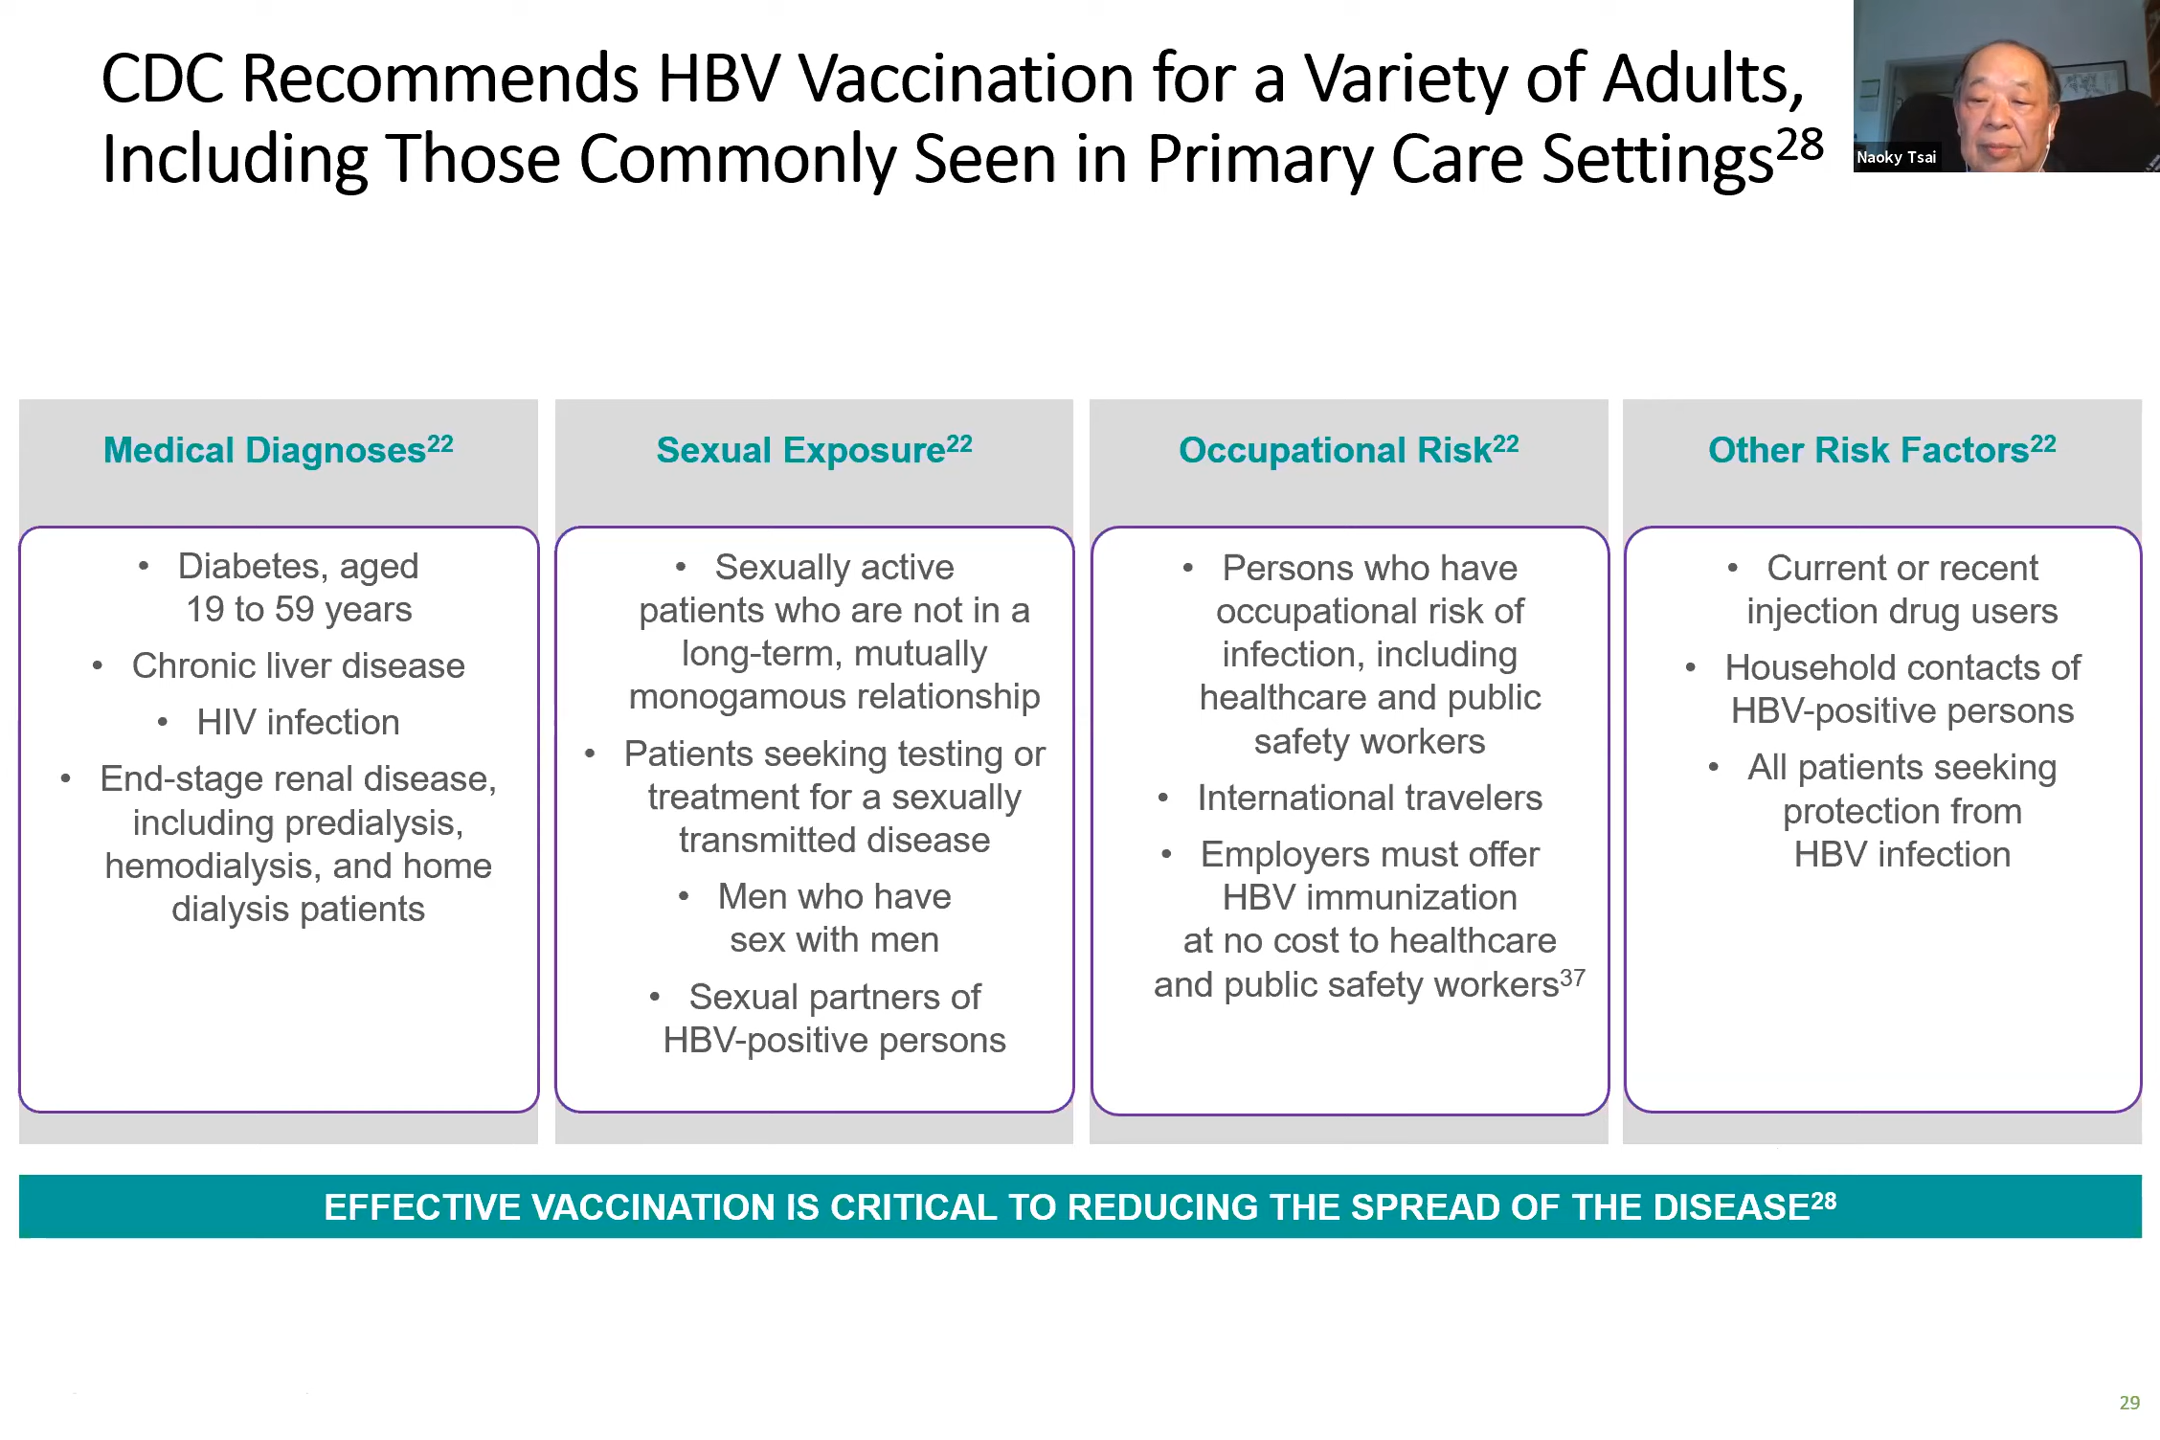 CDC Recommends HBV Vaccination for a Variety of Adults,
Including Those Commonly Seen in Primary Care Settings28
Naoky Tsai
Medical Diagnoses22
• Diabetes, aged
19 to 59 years
• Chronic liver disease
• HIV infection
• End-stage renal disease,
including predialysis,
hemodialysis, and home
dialysis patients
Sexual Exposure22
• Sexually active
patients who are not in a
long-term, mutually
monogamous relationship
• Patients seeking testing or
treatment for a sexually
transmitted disease
• Men who have
sex with men
• Sexual partners of
HBV-positive persons
Occupational Risk22
• Persons who have
occupational risk of
infection, including
healthcare and public
safety workers
• International travelers
• Employers must offer
HBV immunization
at no cost to healthcare
and public safety workers37
Other Risk Factors22
• Current or recent
injection drug users
• Household contacts of
HBV-positive persons
• All patients seeking
protection from
HBV infection
EFFECTIVE VACCINATION IS CRITICAL TO REDUCING THE SPREAD OF THE DISEASE28
29